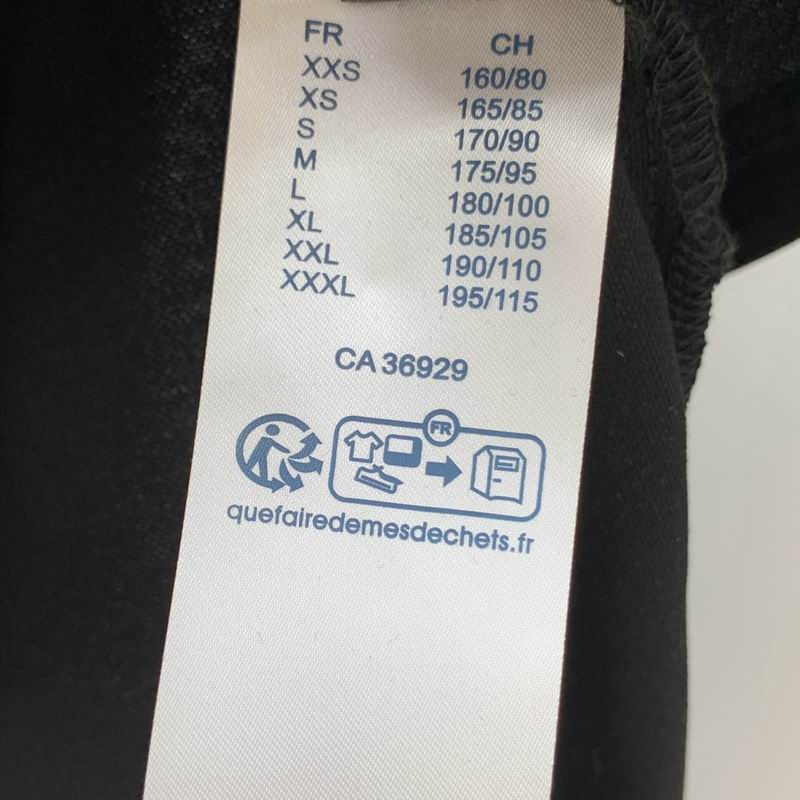 FR CH
XXS 160/80
XS 165/85
S 170/90
M 175/95
L 180/100
XL 185/105
XXL 190/110
XXXL 195/115
CA 36929
FR
quefairedemesdechets.fr